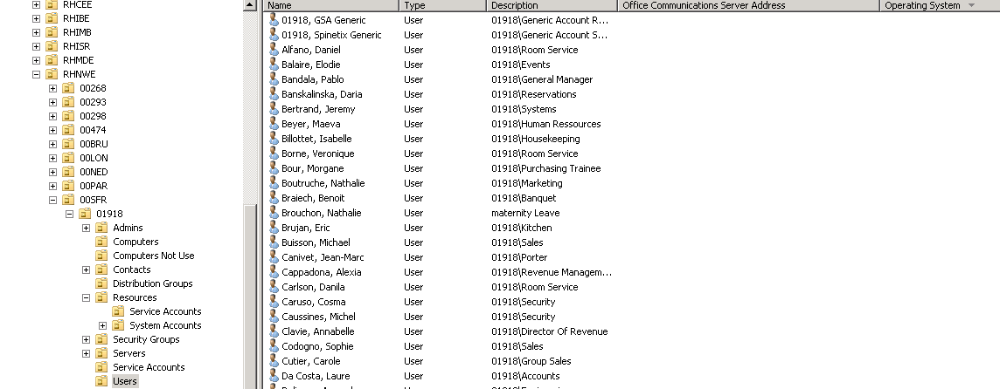 RHCEE
RHIBE
RHIMB
RHISR
RHMDE
RHNWE
00268
00293
00298
00474
00BRU
00LON
00NED
00PAR
00SFR
01918
Admins
Computers
Computers Not Use
Contacts
Distribution Groups
Resources
Service Accounts
System Accounts
Security Groups
Servers
Service Accounts
Users
Name Type Description Office Communications Server Address Operating System
01918, GSA Generic User 01918\Generic Account R...
01918, Spinetix Generic User 01918\Generic Account S...
Alfano, Daniel User 01918\Room Service
Balaire, Elodie User 01918\Events
Bandala, Pablo User 01918\General Manager
Banskalinska, Daria User 01918\Reservations
Bertrand, Jeremy User 01918\Systems
Beyer, Maeva User 01918\Human Ressources
Billottet, Isabelle User 01918\Housekeeping
Borne, Veronique User 01918\Room Service
Bour, Morgane User 01918\Purchasing Trainee
Boutruche, Nathalie User 01918\Marketing
Braiech, Benoit User 01918\Banquet
Brouchon, Nathalie User maternity Leave
Brujan, Eric User 01918\Kitchen
Buisson, Michael User 01918\Sales
Canivet, Jean-Marc User 01918\Porter
Cappadona, Alexia User 01918\Revenue Managem...
Carlson, Danila User 01918\Room Service
Caruso, Cosma User 01918\Security
Caussines, Michel User 01918\Security
Clavie, Annabelle User 01918\Director Of Revenue
Codogno, Sophie User 01918\Sales
Cutier, Carole User 01918\Group Sales
Da Costa, Laure User 01918\Accounts